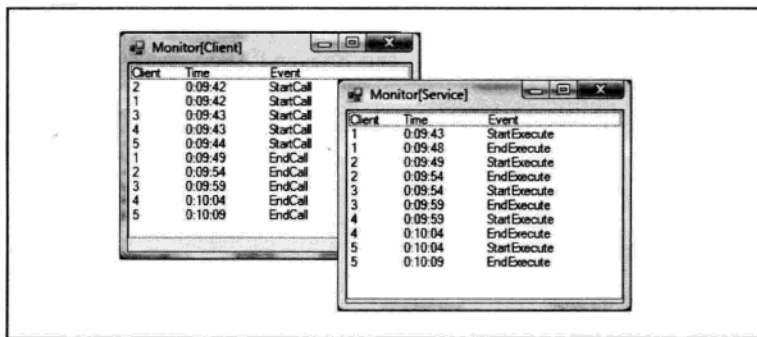 Monitor[Client]
Client Time Event
2 0:09:42 StartCall
1 0:09:42 StartCall
3 0:09:43 StartCall
4 0:09:43 StartCall
5 0:09:44 StartCall
1 0:09:49 EndCall
2 0:09:54 EndCall
3 0:09:59 EndCall
4 0:10:04 EndCall
5 0:10:09 EndCall
Monitor[Service]
Client Time Event
1 0:09:43 StartExecute
1 0:09:48 EndExecute
2 0:09:49 StartExecute
2 0:09:54 EndExecute
3 0:09:54 StartExecute
3 0:09:59 EndExecute
4 0:09:59 StartExecute
4 0:10:04 EndExecute
5 0:10:04 StartExecute
5 0:10:09 EndExecute